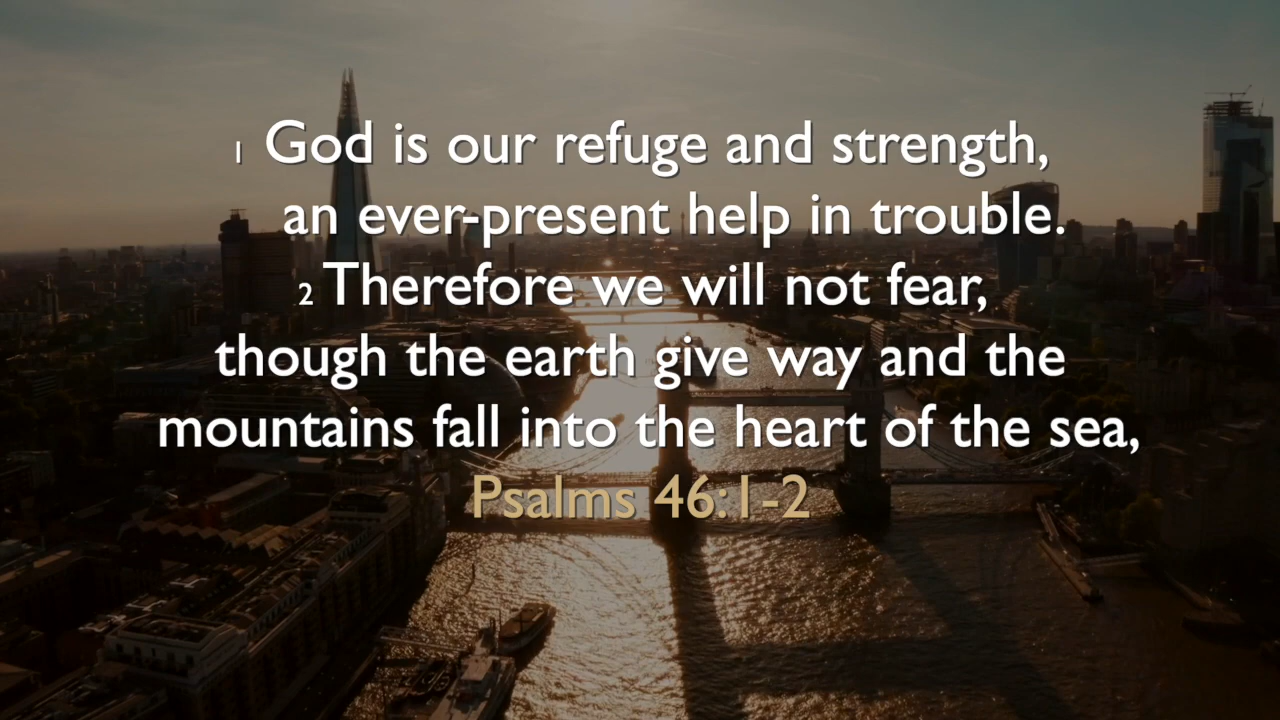 1 God is our refuge and strength,
an ever-present help in trouble.
2 Therefore we will not fear,
though the earth give way and the
mountains fall into the heart of the sea,
Psalms 46:1-2